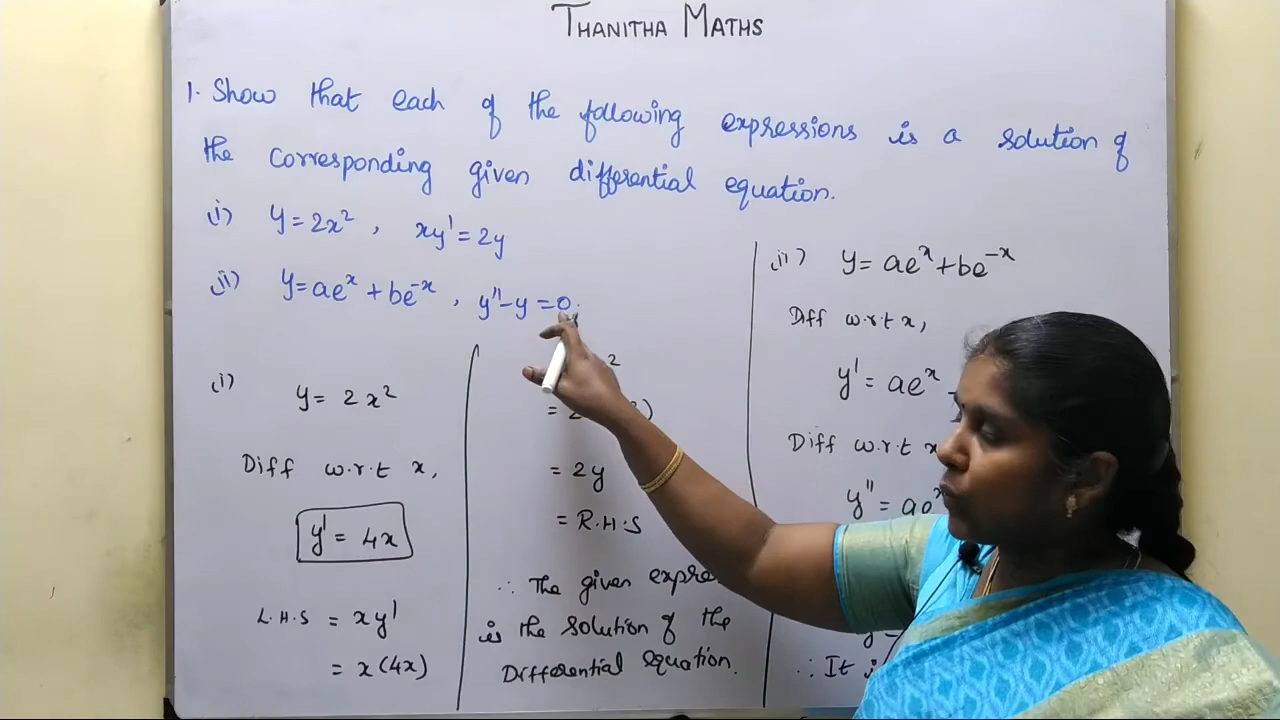 THANITHA MATHS
1. Show that each of the following expressions is a solution of
the corresponding given differential equation.
(i) y = 2x² , xy' = 2y
(ii) y = ae^x + be^-x , y'' - y = 0.
(i) y = 2x²
Diff w.r.t x,
y' = 4x
L.H.S = xy'
= x(4x)
2
= 2
)
= 2y
= R.H.S
∴ The given expre
is the solution of the
Differential equation.
(ii) y = ae^x + be^-x
Diff w.r.t x,
y' = ae^x
Diff w.r.t x
y'' = ae^x
y -
∴ It i